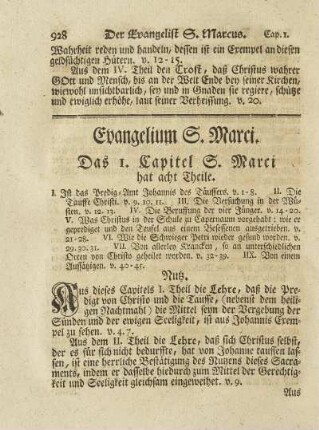 928 Der Evangelist S. Marcus. Cap. 1.
Wahrheit reden und handeln, dessen ist ein Exempel an diesen
geldsüchtigen Hütern. v. 12-15.
Aus dem IV. Theil den Trost, daß Christus wahrer
GOtt und Mensch, bis an der Welt Ende bey seiner Kirchen,
wiewohl unsichtbarlich, sey und in Gnaden sie regiere, schütze
und ewiglich erhöhe, laut seiner Verheissung. v. 20.
Evangelium S. Marci.
Das 1. Capitel S. Marci
hat acht Theile.
I. Ist das Predig-Amt Johannis des Täuffers. v. 1-8. II. Die
Tauffe Christi. v. 9. 10. 11. III. Die Versuchung in der Wü-
sten. v. 12. 13. IV. Die Beruffung der vier Jünger. v. 14-20.
V. Was Christus in der Schule zu Capernaum vorgehabt: wie er
geprediget und den Teufel aus einem Besessenen ausgetrieben. v.
21-28. VI. Wie die Schwieger Petri wieder gesund worden. v.
29. 30. 31. VII. Von allerley Krancken, so an unterschiedlichen
Orten von Christo geheilet worden. v. 32-39. IIX. Von einem
Aussätzigen. v. 40-45.
Nutz.
Aus dieses Capitels I. Theil die Lehre, daß die Pre-
digt von Christo und die Tauffe, (nebenst dem heili-
gen Nachtmahl) die Mittel seyn der Vergebung der
Sünden und der ewigen Seeligkeit, ist aus Johannis Exem-
pel zu sehen. v. 4. 7.
Aus dem II. Theil die Lehre, daß sich Christus selbst,
der es für sich nicht bedurffte, hat von Johanne tauffen las-
sen, ist eine herrliche Bestätigung des Nutzens dieses Sacra-
ments, indem er dasselbe hiedurch zum Mittel der Gerechtig-
keit und Seeligkeit gleichsam eingeweihet. v. 9.
Aus